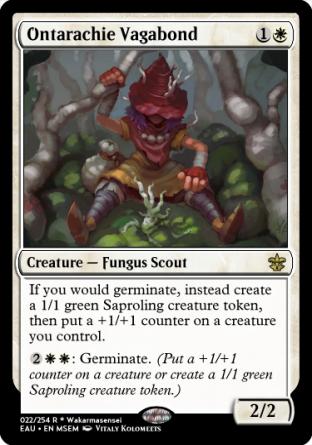 Ontarachie Vagabond 1
Creature — Fungus Scout
If you would germinate, instead create
a 1/1 green Saproling creature token,
then put a +1/+1 counter on a creature
you control.
2: Germinate. (Put a +1/+1
counter on a creature or create a 1/1 green
Saproling creature token.)
022/254 R * Wakarmasensei
EAU • EN MSEM Vitaly Kolomeets
2/2